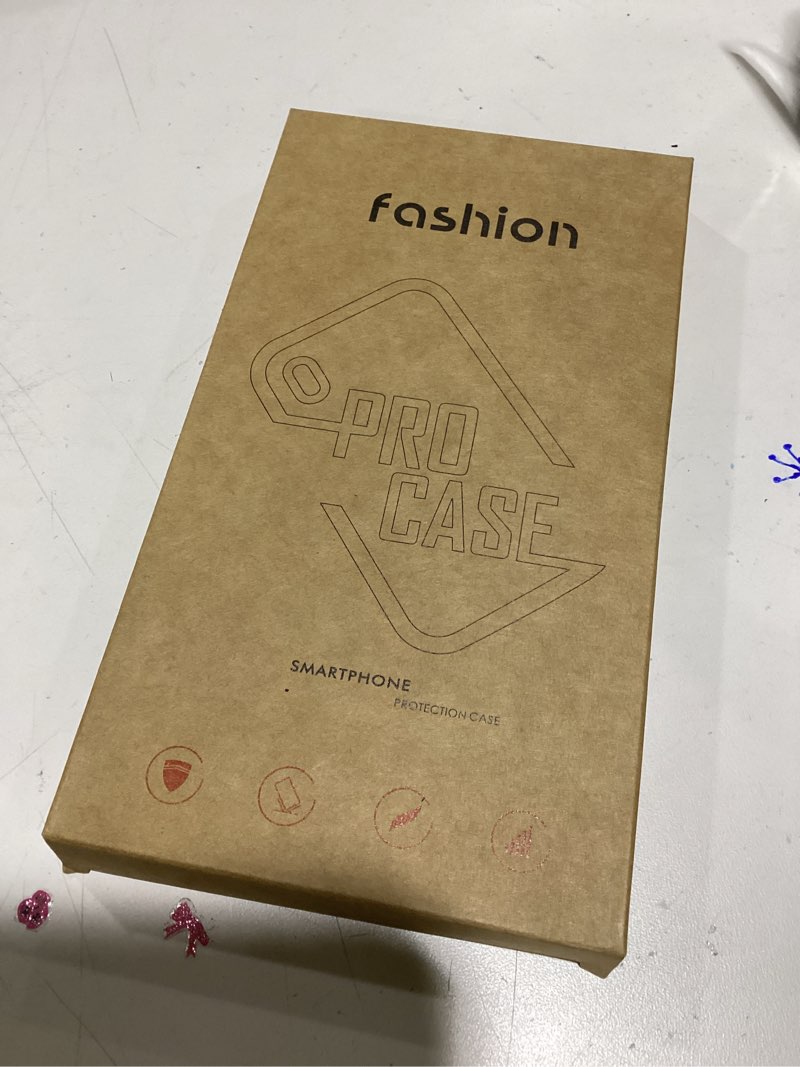 fashion
PRO
CASE
SMARTPHONE
PROTECTION CASE